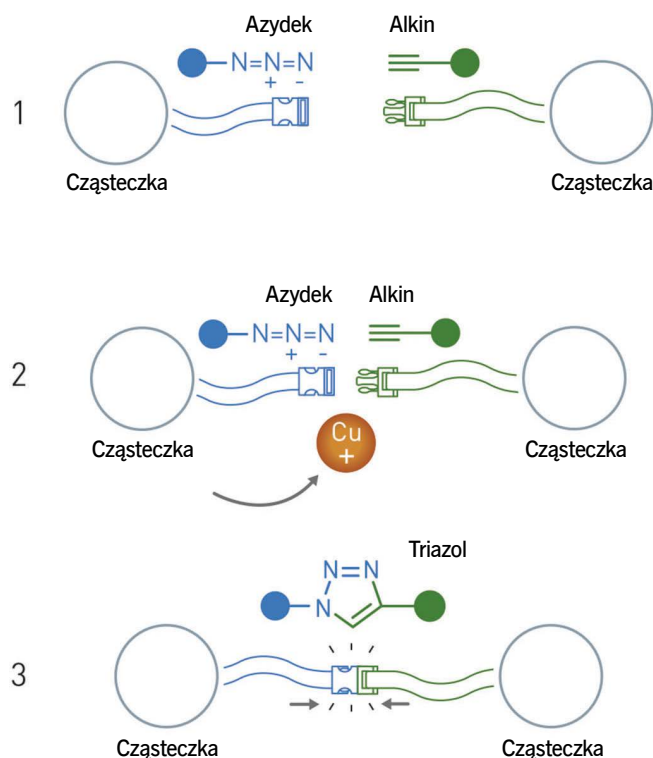 Azydek Alkin
N=N=N
+ -
1
Cząsteczka Cząsteczka
Azydek Alkin
N=N=N
+ -
2
Cząsteczka Cząsteczka
Cu
+
Triazol
N=N
N
3
Cząsteczka Cząsteczka